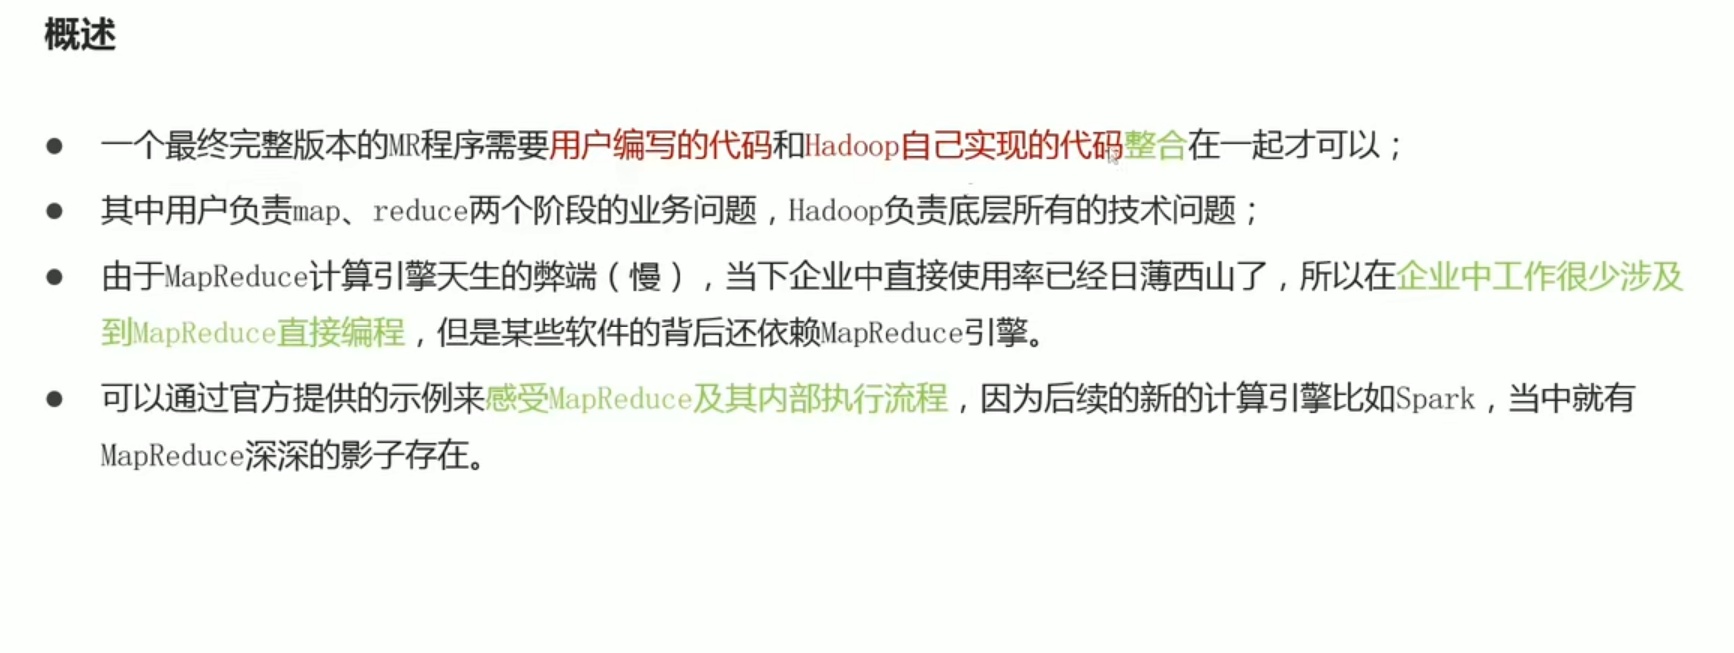 概述
● 一个最终完整版本的MR程序需要用户编写的代码和Hadoop自己实现的代码整合在一起才可以；
● 其中用户负责map、reduce两个阶段的业务问题，Hadoop负责底层所有的技术问题；
● 由于MapReduce计算引擎天生的弊端（慢），当下企业中直接使用率已经日薄西山了，所以在企业中工作很少涉及
到MapReduce直接编程，但是某些软件的背后还依赖MapReduce引擎。
● 可以通过官方提供的示例来感受MapReduce及其内部执行流程，因为后续的新的计算引擎比如Spark，当中就有
MapReduce深深的影子存在。